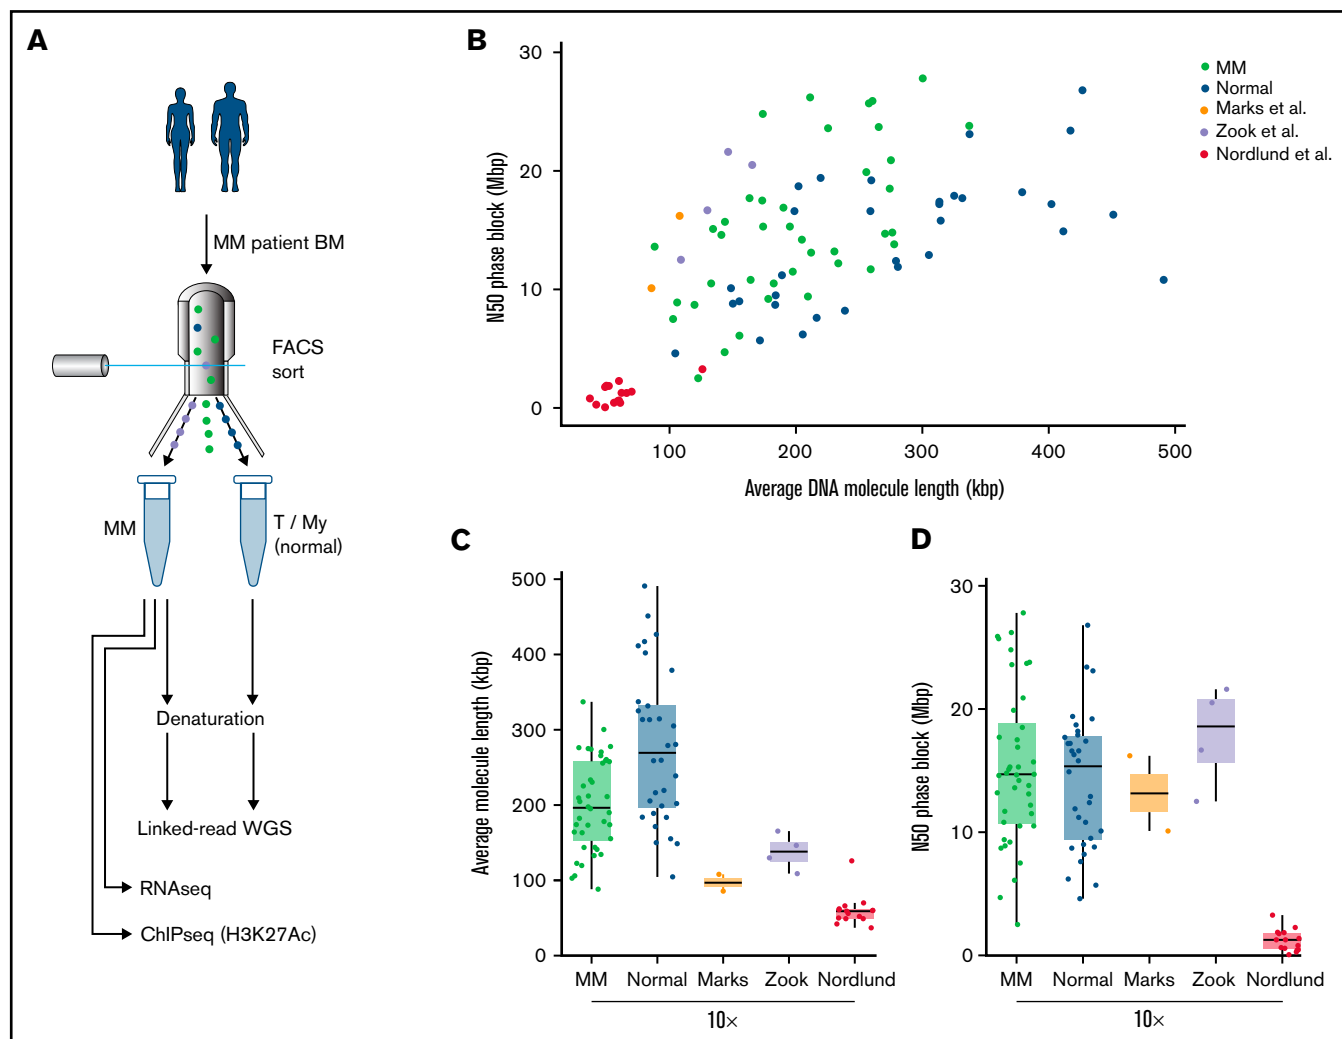 A
MM patient BM
FACS
sort
MM
T / My
(normal)
Denaturation
Linked-read WGS
RNAseq
ChIPseq (H3K27Ac)
B
N50 phase block (Mbp)
30
20
10
0
100 200 300 400 500
Average DNA molecule length (kbp)
MM
Normal
Marks et al.
Zook et al.
Nordlund et al.
C
Average molecule length (kbp)
500
400
300
200
100
0
MM Normal Marks Zook Nordlund
10×
D
N50 phase block (Mbp)
30
20
10
0
MM Normal Marks Zook Nordlund
10×